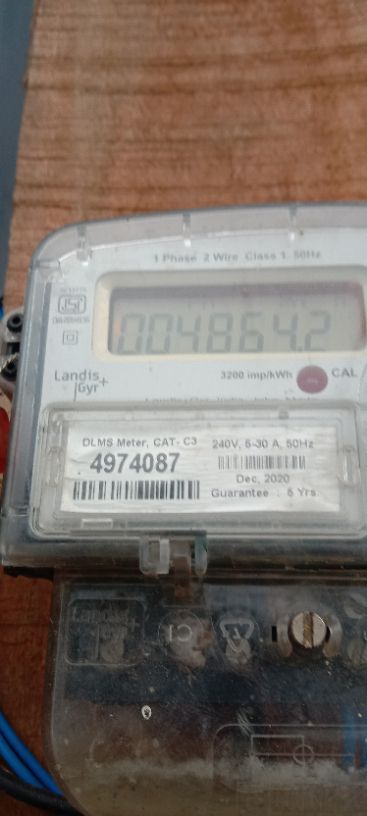 1 Phase 2 Wire Class 1. 50Hz
004864.2
3200 imp/kWh CAL
Landis
Gyr+
DLMS Meter, CAT- C3 240V, 5-30 A, 50Hz
4974087
Dec, 2020
Guarantee : 5 Yrs.